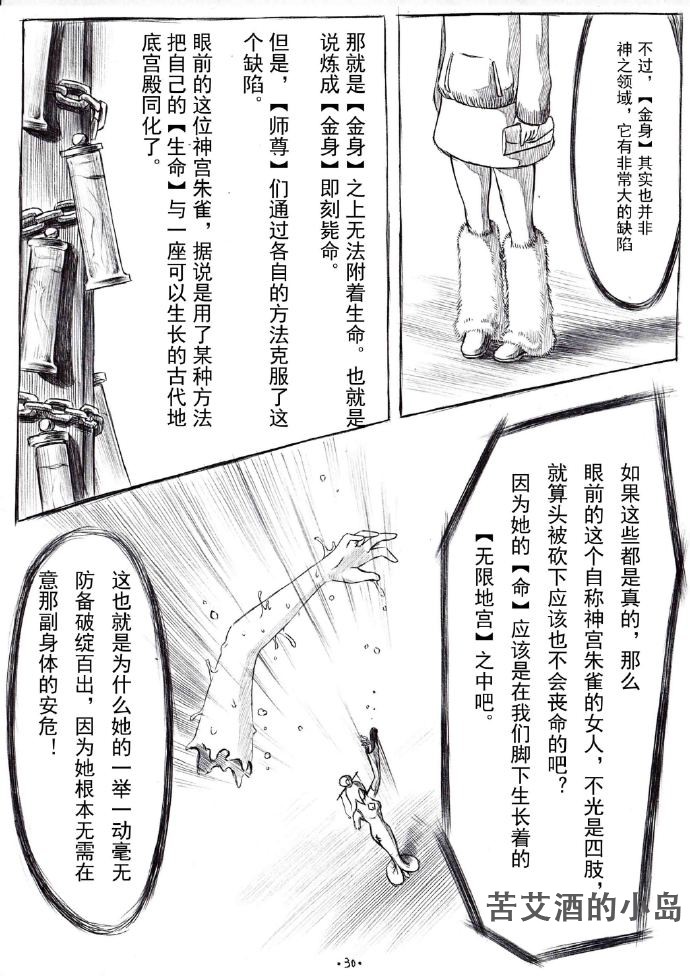 不过，【金身】其实也并非
神之领域，它有非
常大的缺陷
那就是【金身】之上无法附着生命。也就是
说炼成【金身】即刻毙命。
但是，【师尊】们通过各自的方法克服了这
个缺陷。
眼前的这位神宫朱雀，据说是用了某种方法
把自己的【生命】与一座可以生长的古代地
底宫殿同化了。
如果这些都是真的，那么
眼前的这个自称神宫朱雀的女人，不光是四肢，
就算头被砍下应该也不会丧命的吧？
因为她的【命】应该是在我们脚下生长着的
【无限地宫】之中吧。
这也就是为什么她的一举一动毫无
防备破绽百出，因为她根本无需在
意那副身体的安危！
苦艾酒的小岛
·30·